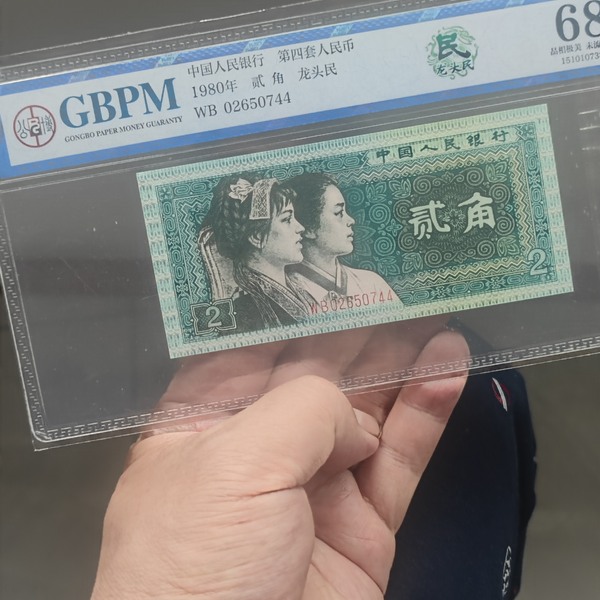 中国人民银行 第四套人民币
1980年 贰角 龙头民
WB 02650744
GBPM
GONGBO PAPER MONEY GUARANTY
民
龙头民
68
中国人民银行
贰角
2
2
WB02650744